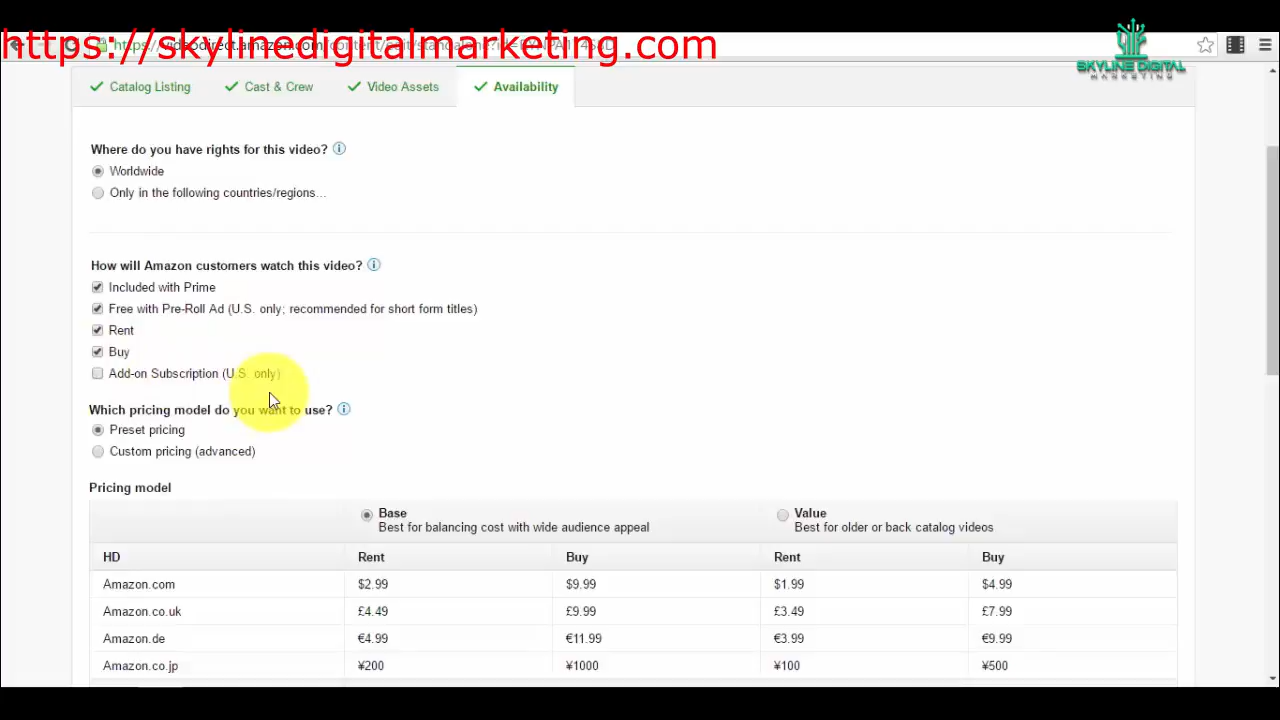 https://skylinedigitalmarketing.com
SKYLINE DIGITAL
MARKETING
Catalog Listing
Cast & Crew
Video Assets
Availability
Where do you have rights for this video?
Worldwide
Only in the following countries/regions...
How will Amazon customers watch this video?
Included with Prime
Free with Pre-Roll Ad (U.S. only; recommended for short form titles)
Rent
Buy
Add-on Subscription (U.S. only)
Which pricing model do you want to use?
Preset pricing
Custom pricing (advanced)
Pricing model
Base
Best for balancing cost with wide audience appeal
Value
Best for older or back catalog videos
HD Rent Buy Rent Buy
Amazon.com $2.99 $9.99 $1.99 $4.99
Amazon.co.uk £4.49 £9.99 £3.49 £7.99
Amazon.de €4.99 €11.99 €3.99 €9.99
Amazon.co.jp ¥200 ¥1000 ¥100 ¥500